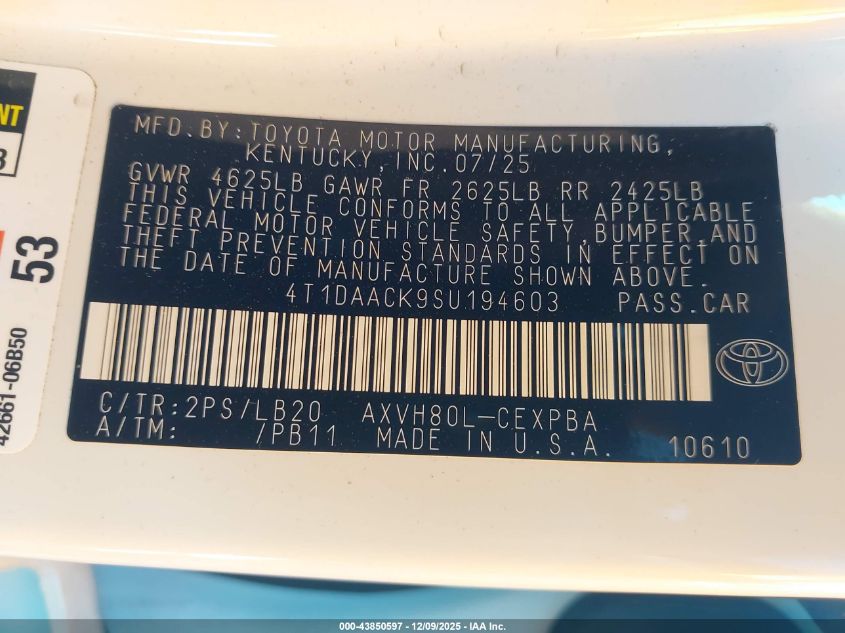 NT
3
53
42661-06B50
MFD.BY:TOYOTA MOTOR MANUFACTURING,
KENTUCKY,INC.07/25
GVWR 4625LB GAWR FR 2625LB RR 2425LB
THIS VEHICLE CONFORMS TO ALL APPLICABLE
FEDERAL MOTOR VEHICLE SAFETY,BUMPER,AND
THEFT PREVENTION STANDARDS IN EFFECT ON
THE DATE OF MANUFACTURE SHOWN ABOVE.
4T1DAACK9SU194603 PASS.CAR
C/TR:2PS/LB20 AXVH80L-CEXPBA
A/TM: /PB11 MADE IN U.S.A. 10610
000-43850597 - 12/09/2025 - IAA Inc.